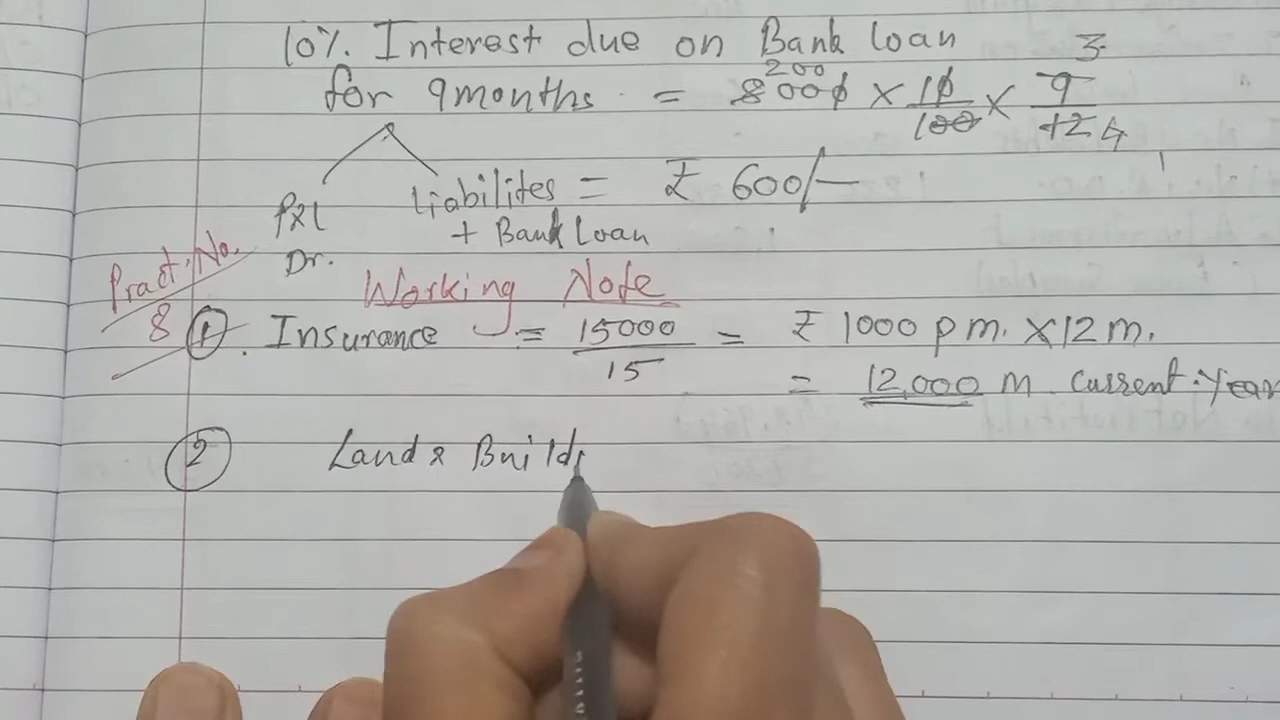 10%. Interest due on Bank loan 3
200
for 9months. = 8000 × 10/100 × 9/12 4
liabilites = ₹ 600/-
P&L + Bank Loan
Dr.
Pract. No. 8
Working Note
① . Insurance = 15000/15 = ₹ 1000 p m. × 12 m.
= 12,000 m current.year
② Land & Build